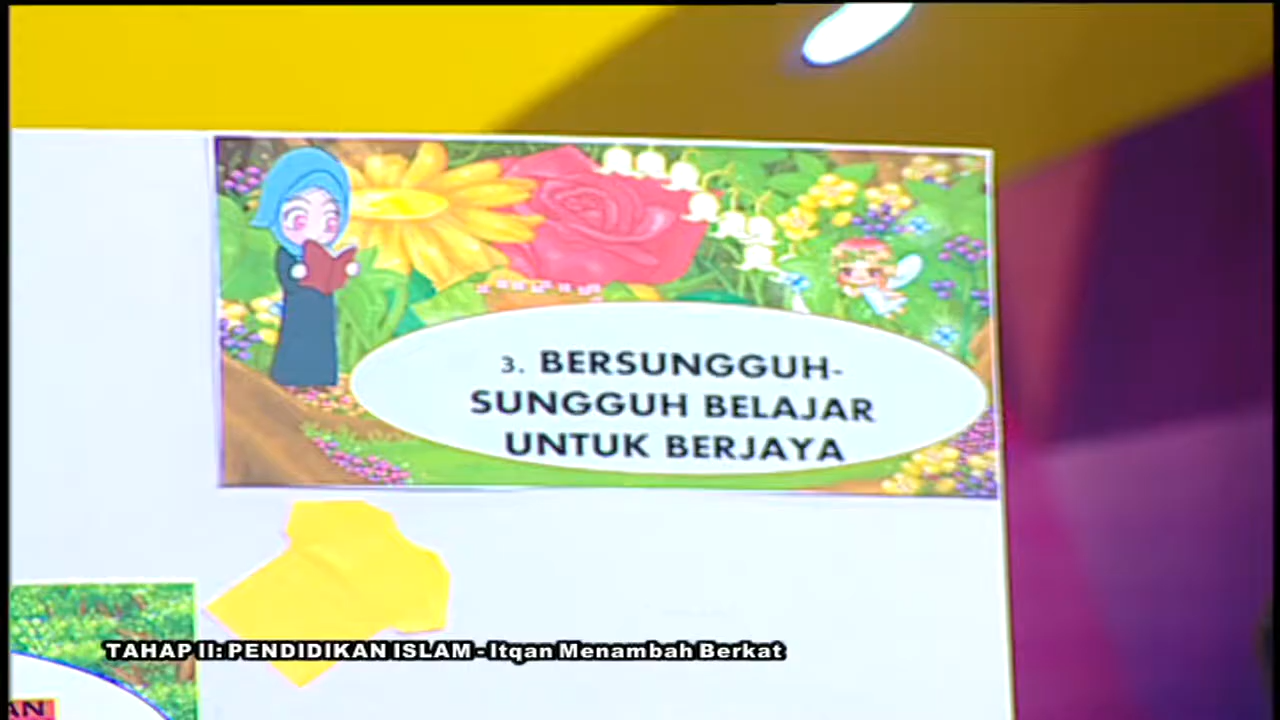 3. BERSUNGGUH-
SUNGGUH BELAJAR
UNTUK BERJAYA
TAHAP II: PENDIDIKAN ISLAM - Itqan Menambah Berkat